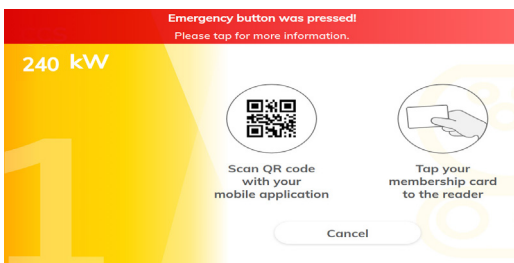 Emergency button was pressed!
Please tap for more information.
240 kW
1
Scan QR code
with your
mobile application
Tap your
membership card
to the reader
Cancel